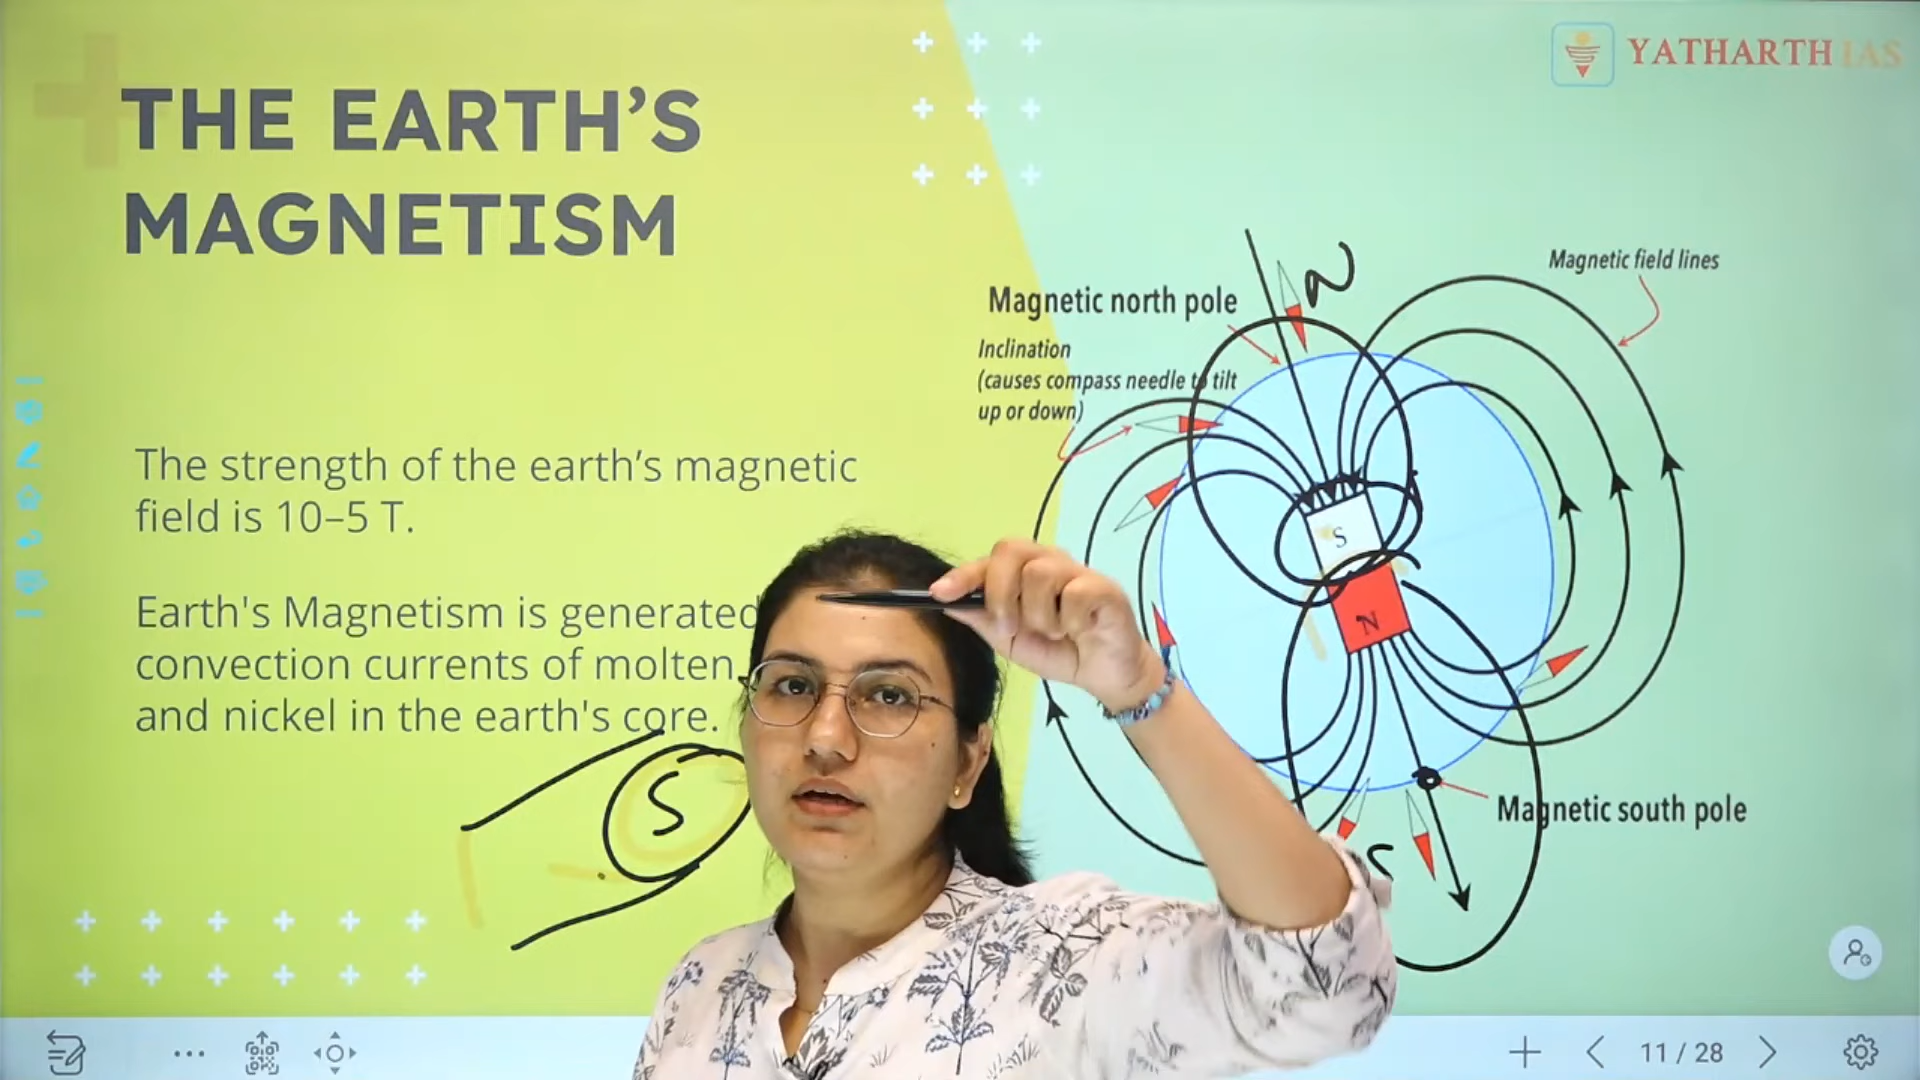 YATHARTH IAS
THE EARTH'S
MAGNETISM
The strength of the earth's magnetic
field is 10–5 T.
Earth's Magnetism is generated
convection currents of molten
and nickel in the earth's core.
S
Magnetic field lines
N
Magnetic north pole
Inclination
(causes compass needle to tilt
up or down)
S
N
Magnetic south pole
S
11 / 28